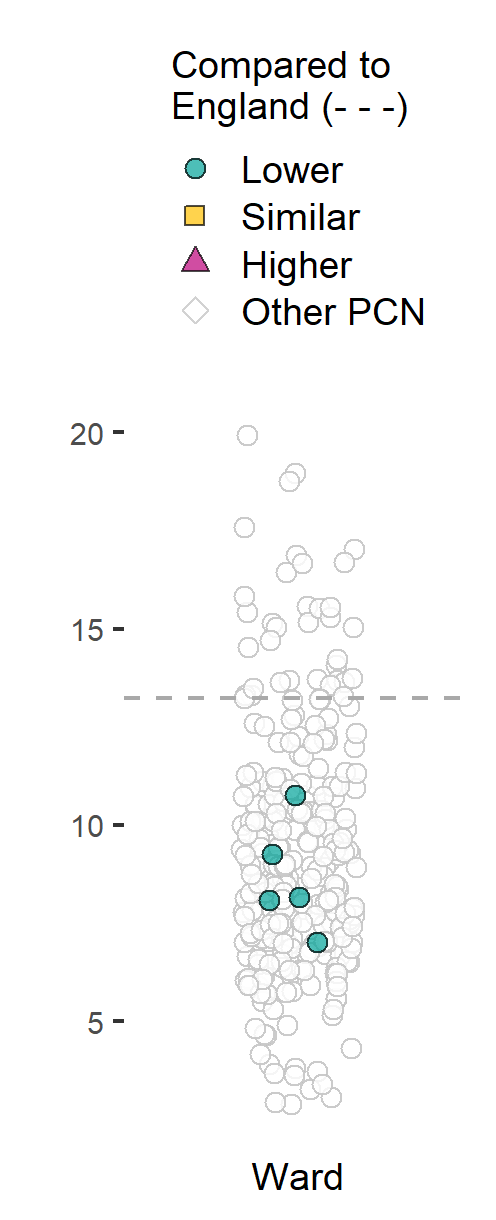 Compared to
England (- - -)
Lower
Similar
Higher
Other PCN
20
15
10
5
Ward